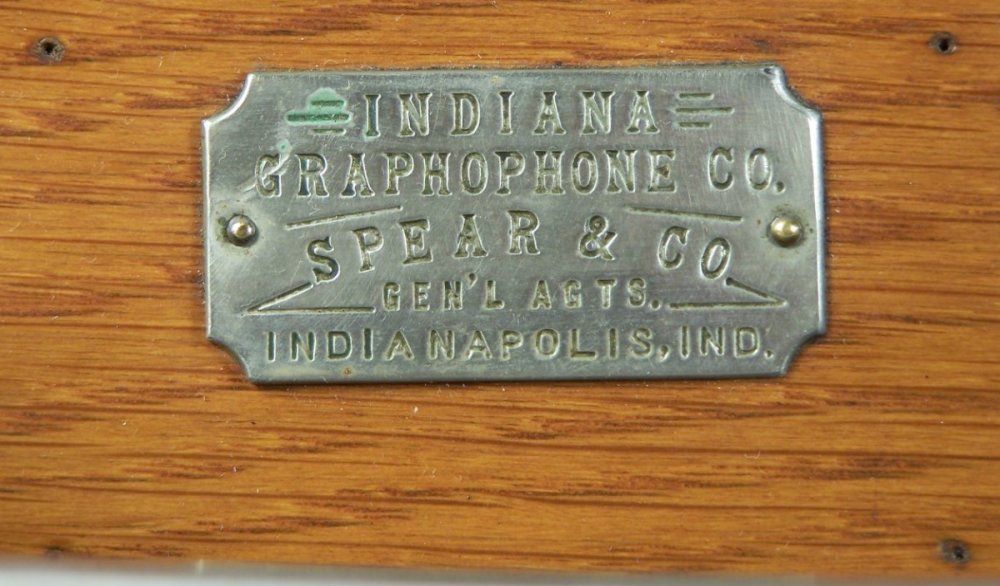 INDIANA
GRAPHOPHONE CO.
SPEAR & CO
GEN'L AGTS.
INDIANAPOLIS, IND.